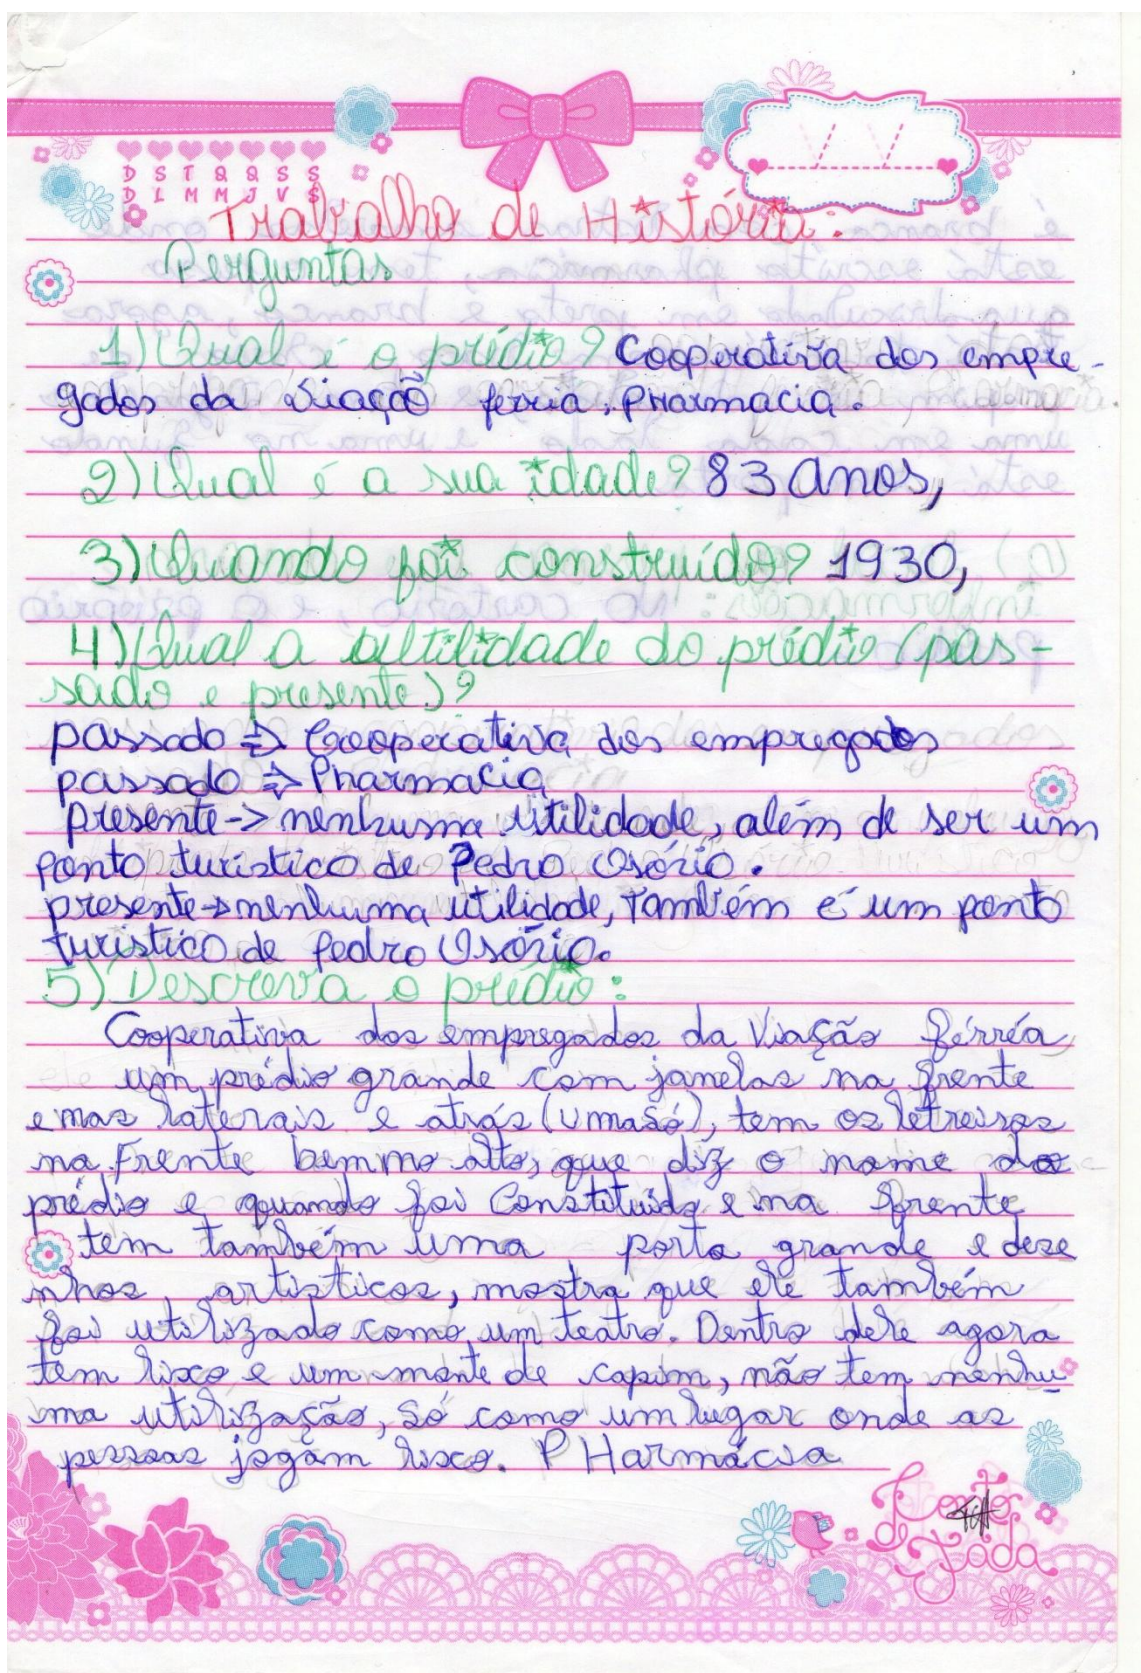 D S T Q Q S S
D L M M J V S
Trabalho de História:
Perguntas
1) Qual é o prédio? Cooperativa dos empre-
gados da Viação férria, Pharmacia.
2) Qual é a sua idade? 83 anos,
3) Quando foi construído? 1930,
4) Qual a ultilidade do prédio (pas-
sado e presente)?
passado => Cooperativa dos empregados
passado => Pharmacia
presente -> nenhuma utilidade, além de ser um
ponto turístico de Pedro Osório.
presente -> nenhuma utilidade, também é um ponto
turístico de Pedro Osório.
5) Descreva o prédio:
Cooperativa dos empregados da Viação Férréa
um prédio grande com janelas na frente
e nas laterais e atrás (uma só), tem os letreiros
na frente bem no alto, que diz o nome do
prédio e quando foi Constituído e na frente
tem também uma porta grande e dese
nhos artisticos, mostra que ele também
foi utilizado como um teatro. Dentro dele agora
tem lixo e um monte de capim, não tem nenhu-
ma utilização, só como um lugar onde as
pessoas jogam lixo. PHarmácia
de Fada